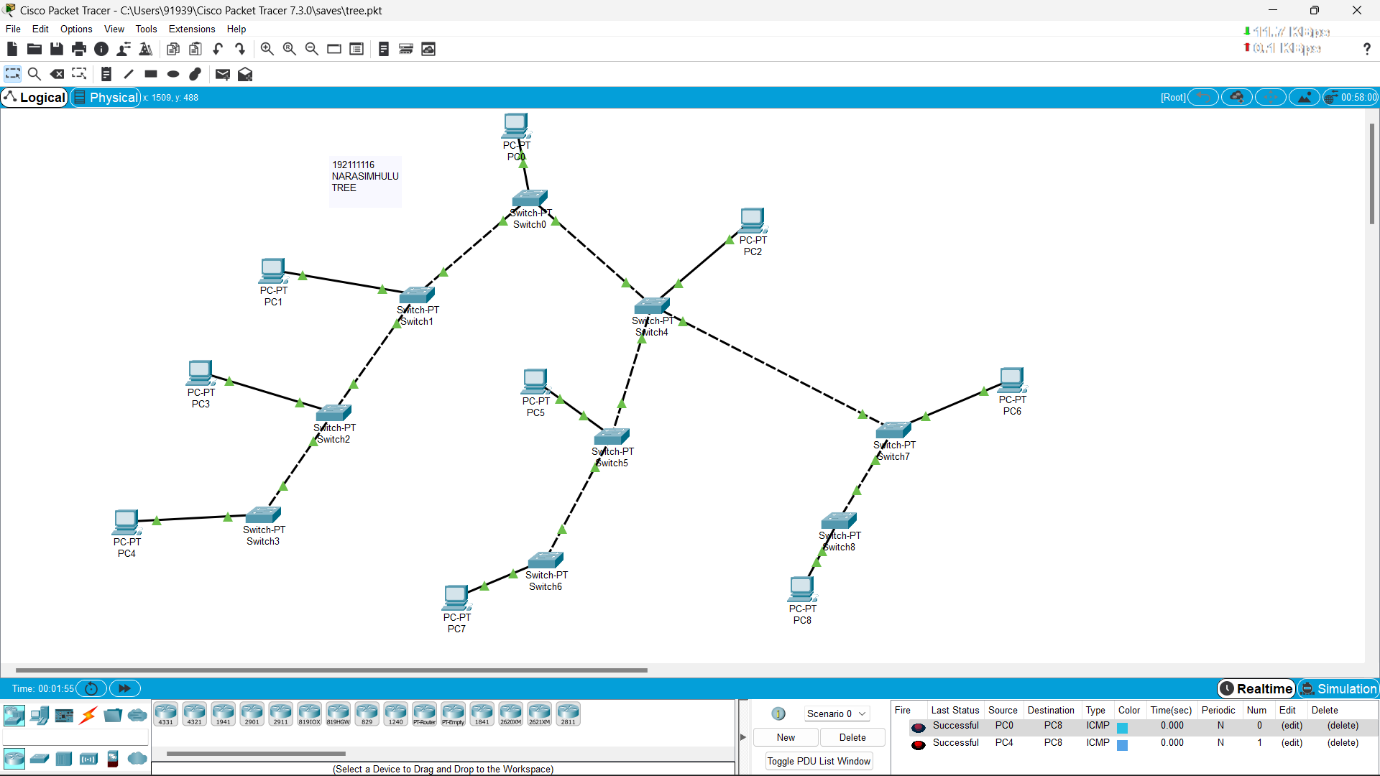 Cisco Packet Tracer - C:\Users\91939\Cisco Packet Tracer 7.3.0\saves\tree.pkt
File Edit Options View Tools Extensions Help
11.7 KBps
0.1 KBps
?
Logical Physical x: 1509, y: 488 [Root] 00:58:00
192111116
NARASIMHULU
TREE
PC-PT
PC0
Switch-PT
Switch0
PC-PT
PC2
PC-PT
PC1
Switch-PT
Switch1
Switch-PT
Switch4
PC-PT
PC3
PC-PT
PC5
PC-PT
PC6
Switch-PT
Switch2
Switch-PT
Switch5
Switch-PT
Switch7
PC-PT
PC4
Switch-PT
Switch3
Switch-PT
Switch8
Switch-PT
Switch6
PC-PT
PC7
PC-PT
PC8
Time: 00:01:55 Realtime Simulation
4331 4321 1941 2901 2911 819IOX 819HGW 829 1240 PT-Router PT-Empty 1841 2620XM 2621XM 2811
(Select a Device to Drag and Drop to the Workspace)
Scenario 0
New Delete
Toggle PDU List Window
Fire Last Status Source Destination Type Color Time(sec) Periodic Num Edit Delete
Successful PC0 PC8 ICMP 0.000 N 0 (edit) (delete)
Successful PC4 PC8 ICMP 0.000 N 1 (edit) (delete)